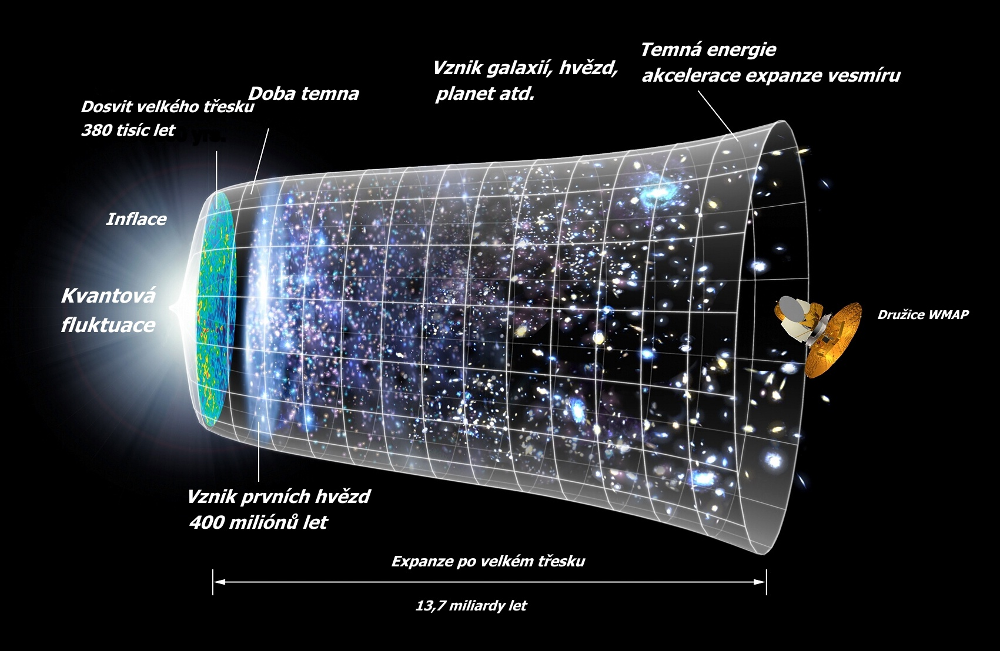 Temná energie
akcelerace expanze vesmíru
Vznik galaxií, hvězd,
planet atd.
Doba temna
Dosvit velkého třesku
380 tisíc let
yrs.
Inflace
Kvantová
fluktuace
Družice WMAP
Vznik prvních hvězd
400 miliónů let
Expanze po velkém třesku
13,7 miliardy let